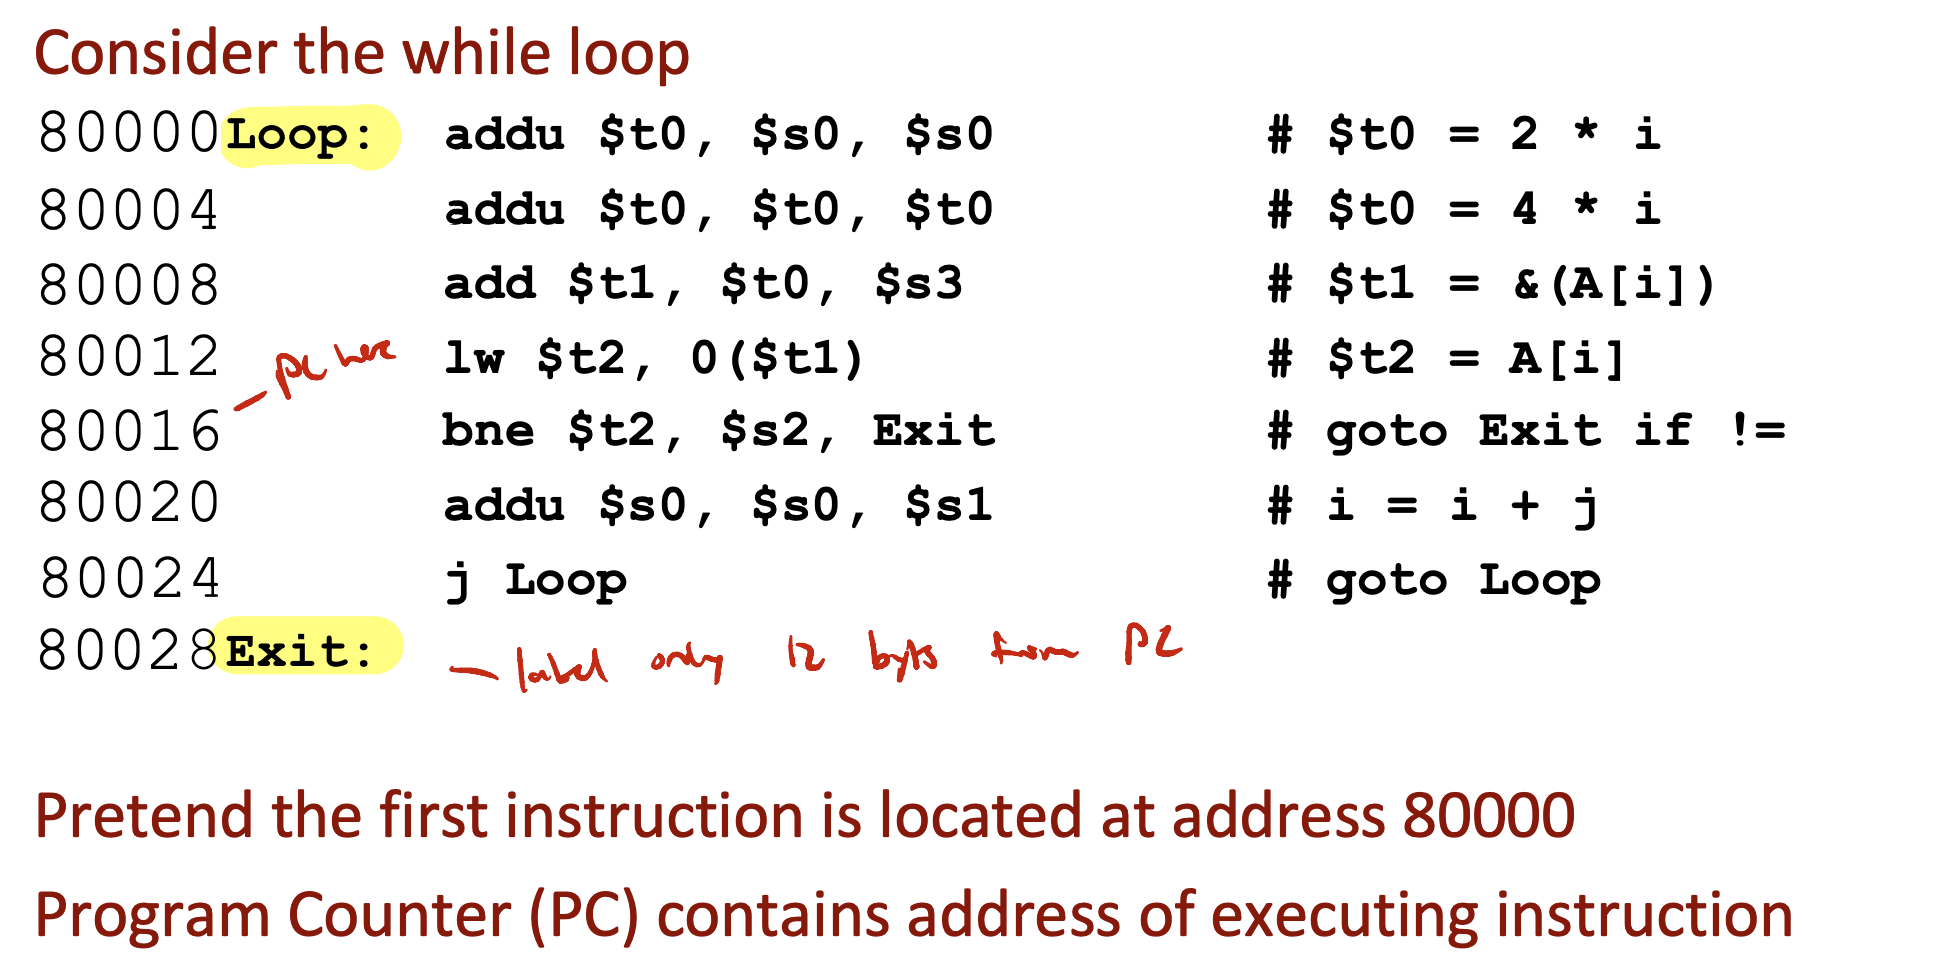 Consider the while loop
80000 Loop: addu $t0, $s0, $s0 # $t0 = 2 * i
80004 addu $t0, $t0, $t0 # $t0 = 4 * i
80008 add $t1, $t0, $s3 # $t1 = &(A[i])
80012 lw $t2, 0($t1) # $t2 = A[i]
– PC here
80016 bne $t2, $s2, Exit # goto Exit if !=
80020 addu $s0, $s0, $s1 # i = i + j
80024 j Loop # goto Loop
80028 Exit: – label only 12 byts from PC
Pretend the first instruction is located at address 80000
Program Counter (PC) contains address of executing instruction